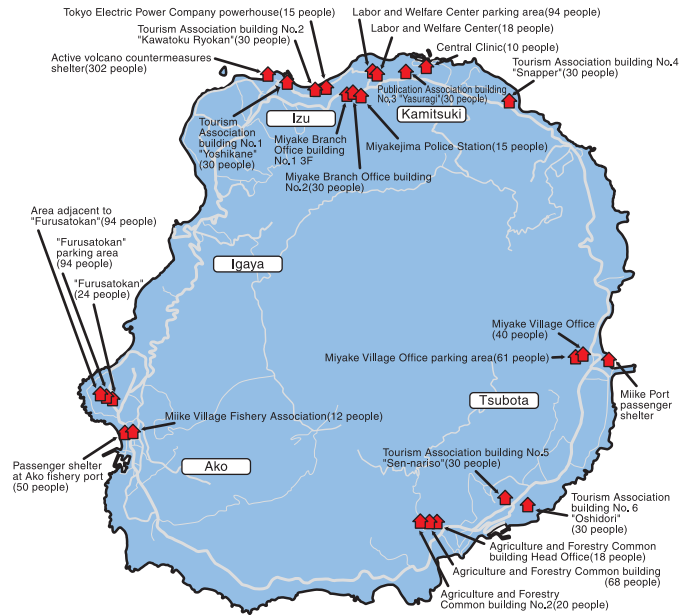 Tokyo Electric Power Company powerhouse(15 people)
Tourism Association building No.2
"Kawatoku Ryokan"(30 people)
Active volcano countermeasures
shelter(302 people)
Labor and Welfare Center parking area(94 people)
Labor and Welfare Center(18 people)
Central Clinic(10 people)
Tourism Association building No.4
"Snapper"(30 people)
Publication Association building
No.3 "Yasuragi"(30 people)
Izu
Kamitsuki
Tourism
Association
building No.1
"Yoshikane"
(30 people)
Miyake Branch
Office building
No.1 3F
Miyakejima Police Station(15 people)
Miyake Branch Office building
No.2(30 people)
Area adjacent to
"Furusatokan"(94 people)
"Furusatokan"
parking area
(94 people)
"Furusatokan"
(24 people)
Igaya
Miyake Village Office
(40 people)
Miyake Village Office parking area(61 people)
Miike Port
passenger
shelter
Tsubota
Miike Village Fishery Association(12 people)
Ako
Passenger shelter
at Ako fishery port
(50 people)
Tourism Association building No.5
"Sen-nariso"(30 people)
Tourism Association
building No. 6
"Oshidori"
(30 people)
Agriculture and Forestry Common
building Head Office(18 people)
Agriculture and Forestry Common building
(68 people)
Agriculture and Forestry
Common building No.2(20 people)